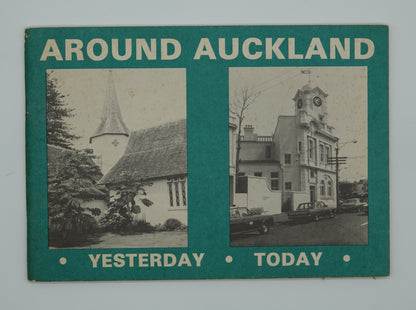 AROUND AUCKLAND
• YESTERDAY • TODAY •